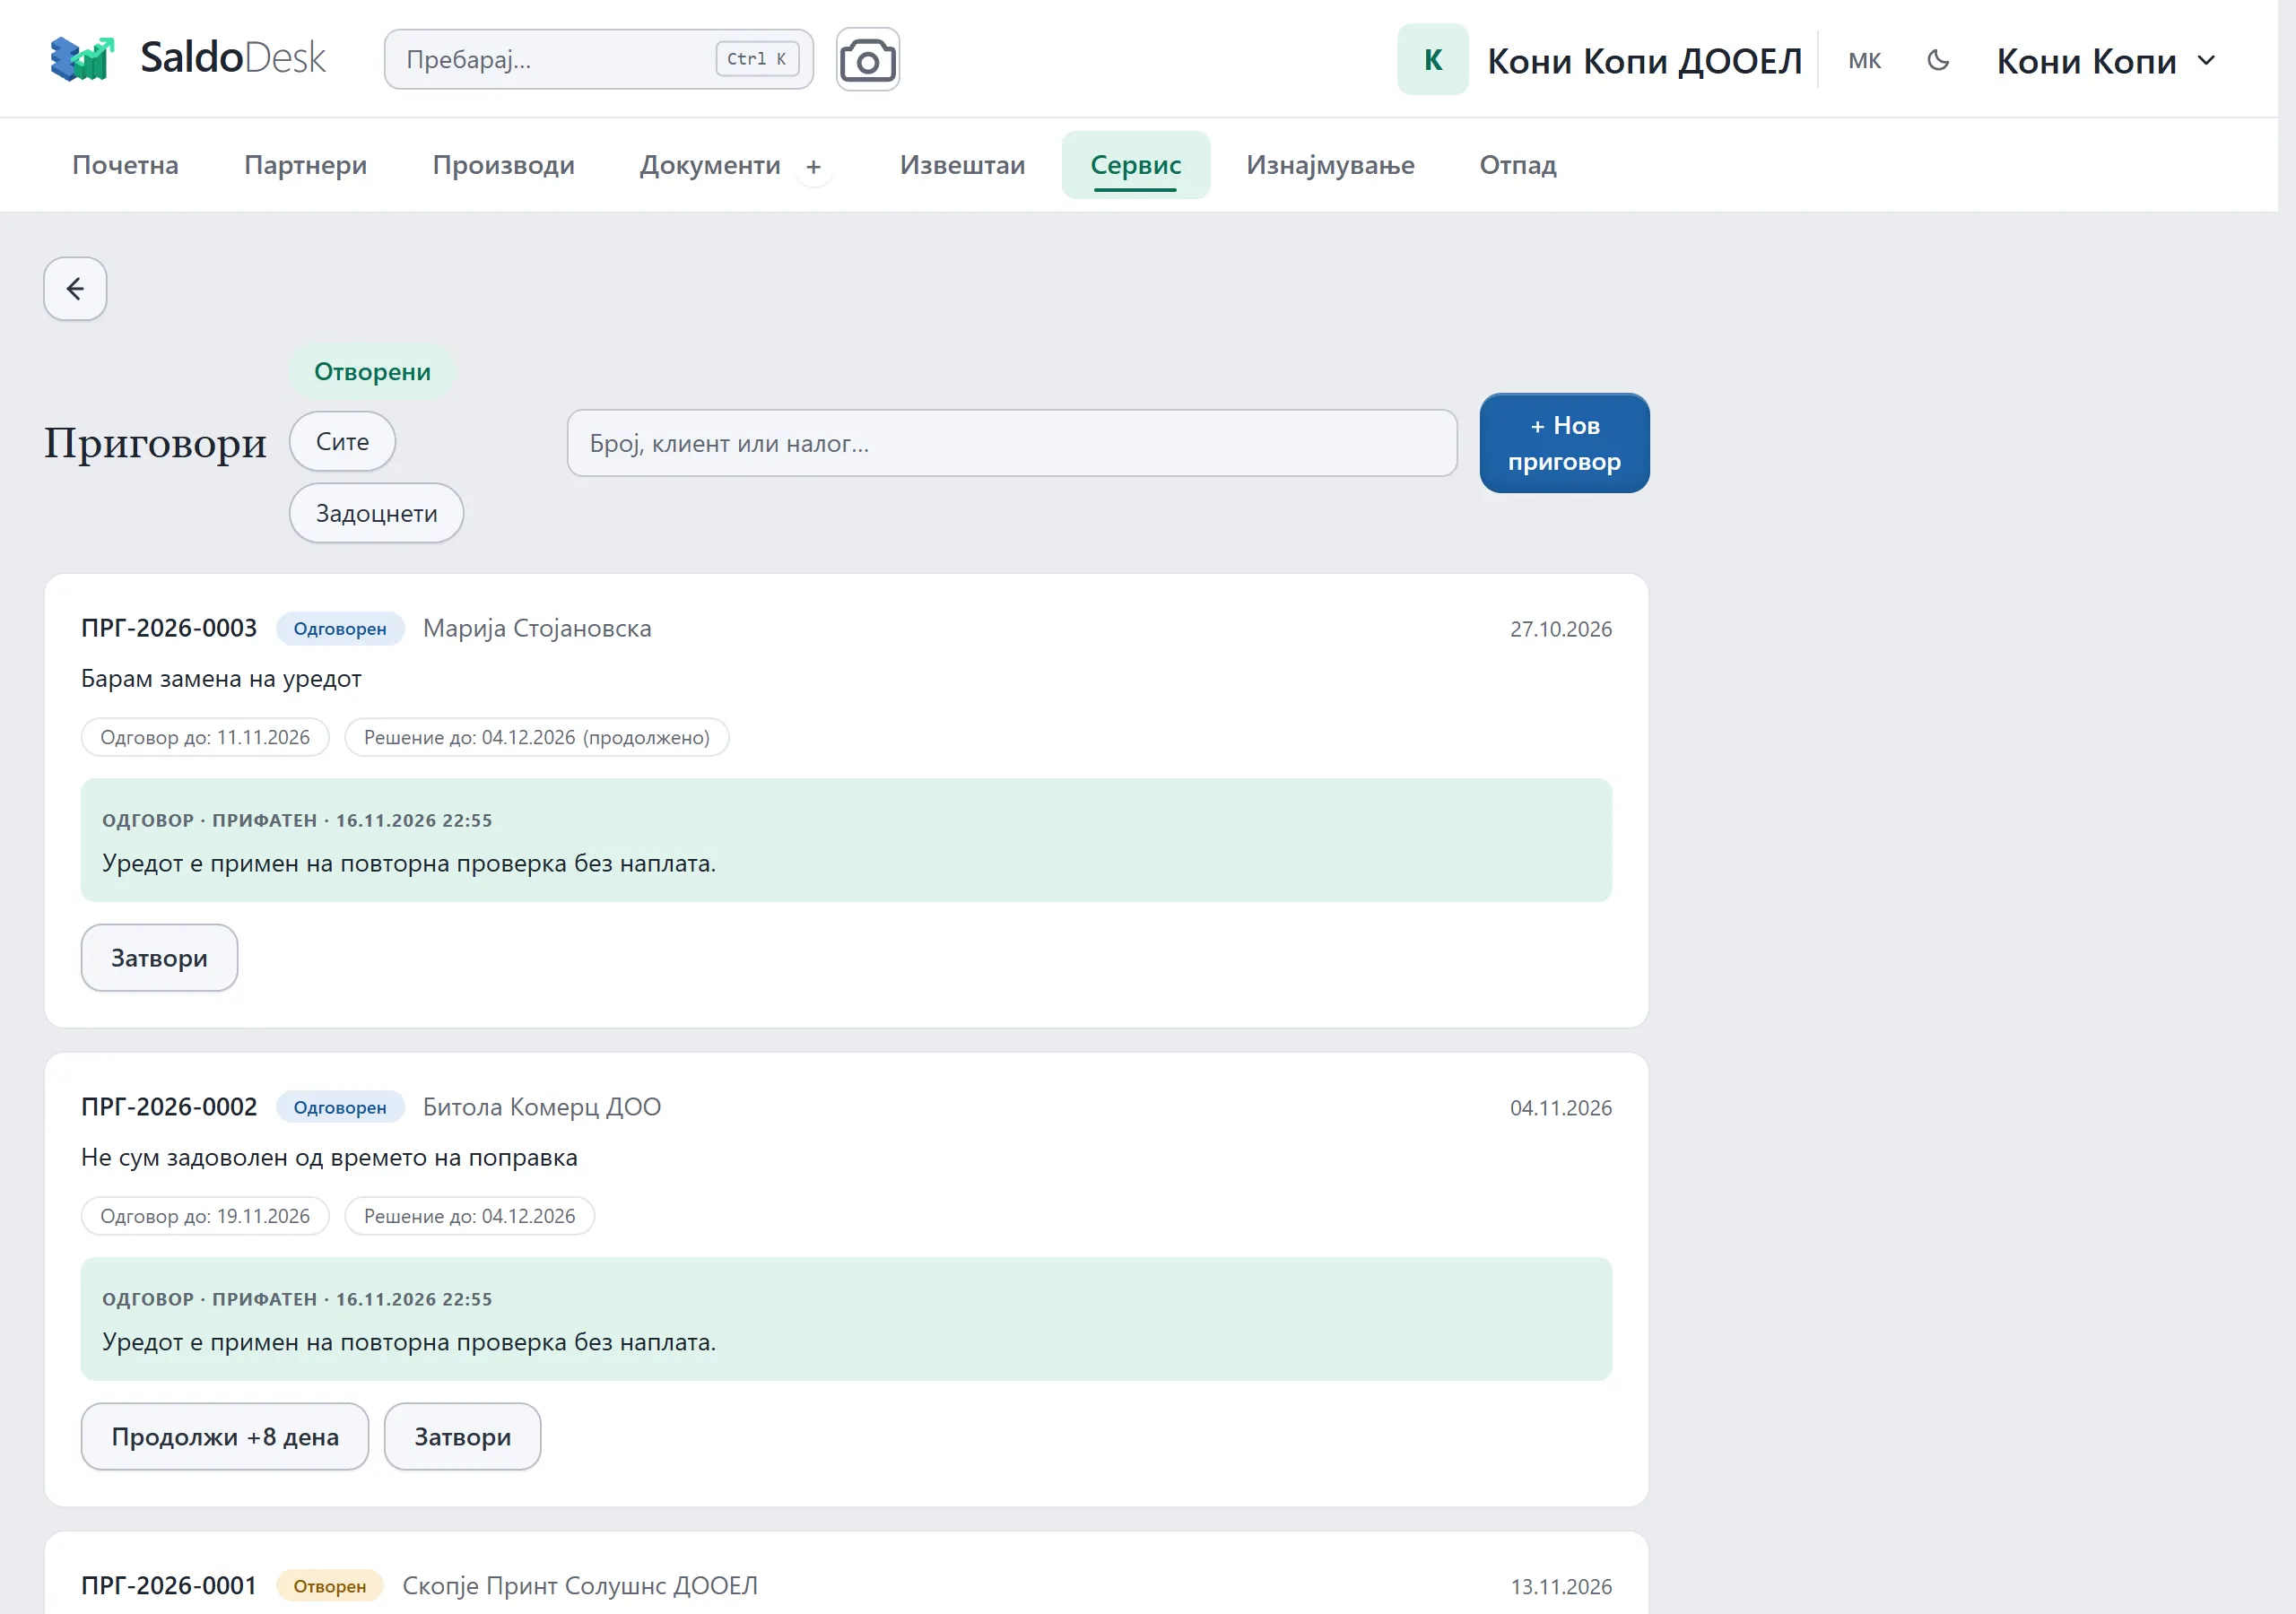 SaldoDesk
Пребарај...
Ctrl K
К
Кони Копи ДООЕЛ
МК
Кони Копи
Почетна
Партнери
Производи
Документи +
Извештаи
Сервис
Изнајмување
Отпад
Приговори
Отворени
Сите
Задоцнети
Број, клиент или налог...
+ Нов
приговор
ПРГ-2026-0003 Одговорен Марија Стојановска 27.10.2026
Барам замена на уредот
Одговор до: 11.11.2026 Решение до: 04.12.2026 (продолжено)
ОДГОВОР · ПРИФАТЕН · 16.11.2026 22:55
Уредот е примен на повторна проверка без наплата.
Затвори
ПРГ-2026-0002 Одговорен Битола Комерц ДОО 04.11.2026
Не сум задоволен од времето на поправка
Одговор до: 19.11.2026 Решение до: 04.12.2026
ОДГОВОР · ПРИФАТЕН · 16.11.2026 22:55
Уредот е примен на повторна проверка без наплата.
Продолжи +8 дена Затвори
ПРГ-2026-0001 Отворен Скопје Принт Солушнс ДООЕЛ 13.11.2026